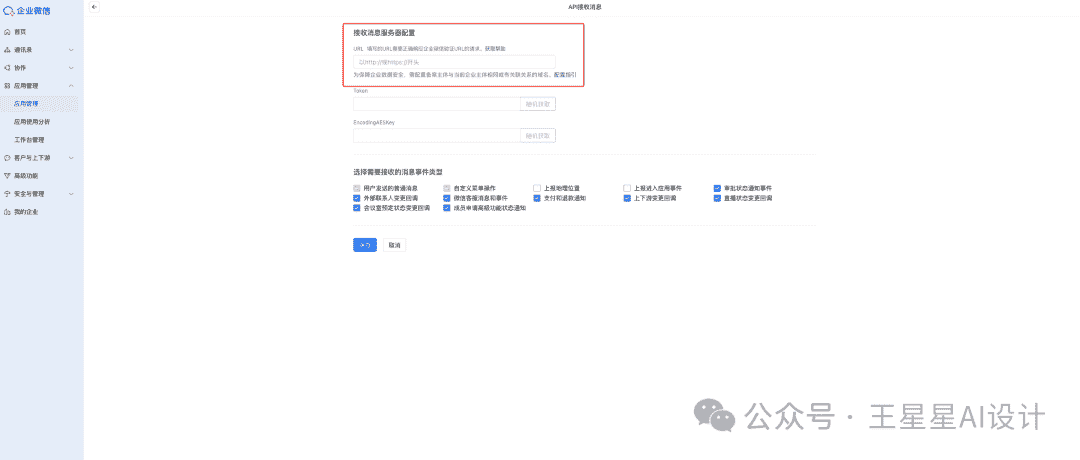 企业微信
API接收消息
首页
通讯录
协作
应用管理
应用管理
应用使用分析
工作台管理
客户与上下游
高级功能
安全与管理
我的企业
接收消息服务器配置
URL 填写的URL需要正确响应企业微信验证URL的请求。获取帮助
以http://或https://开头
为保障企业数据安全，需配置备案主体与当前企业主体相同或有关联关系的域名。配置指引
Token
随机获取
EncodingAESKey
随机获取
选择需要接收的消息事件类型
用户发送的普通消息 自定义菜单操作 上报地理位置 上报进入应用事件 审批状态通知事件
外部联系人变更回调 微信客服消息和事件 支付和退款通知 上下游变更回调 直播状态变更回调
会议室预定状态变更回调 成员申请高级功能状态通知
取消
公众号 · 王星星AI设计